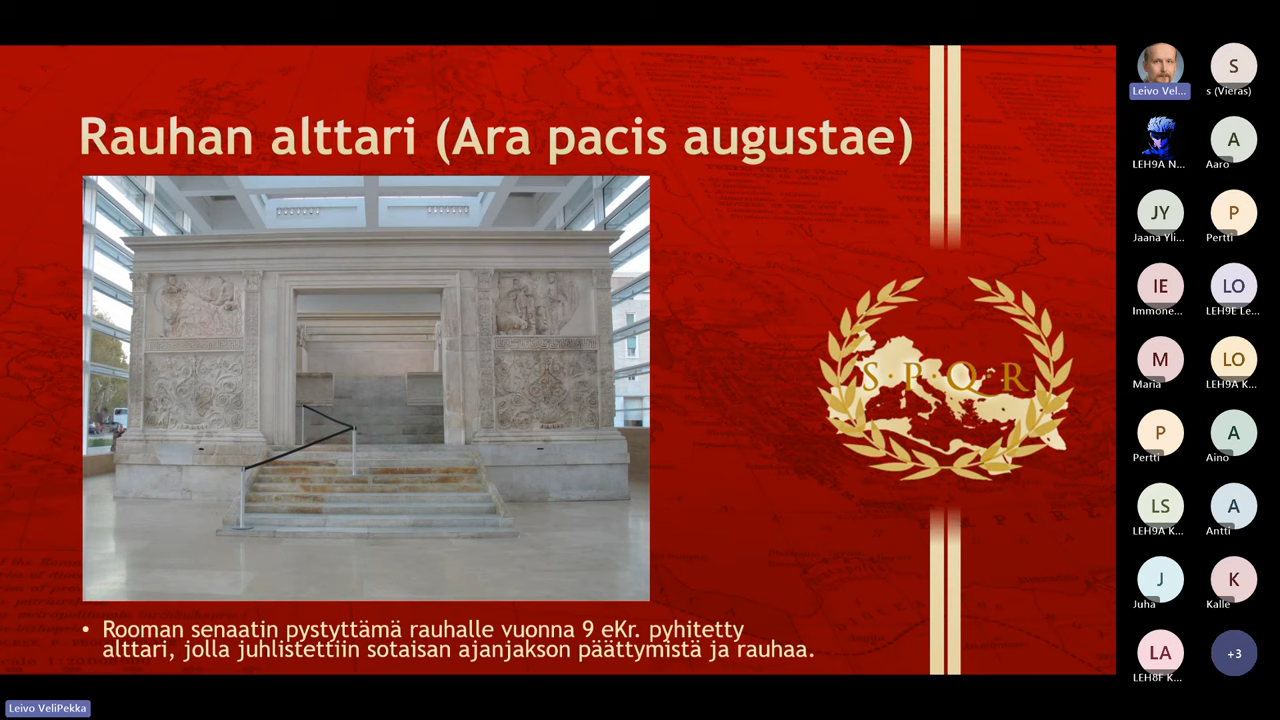 Rauhan alttari (Ara pacis augustae)
S·P·Q·R
• Rooman senaatin pystyttämä rauhalle vuonna 9 eKr. pyhitetty
alttari, jolla juhlistettiin sotaisan ajanjakson päättymistä ja rauhaa.
Leivo VeliPekka
Leivo Vel...
S
s (Vieras)
LEH9A N...
A
Aaro
JY
Jaana Yli...
P
Pertti
IE
Immone...
LO
LEH9E Le...
M
Maria
LO
LEH9A K...
P
Pertti
A
Aino
LS
LEH9A K...
A
Antti
J
Juha
K
Kalle
LA
LEH8F K...
+3